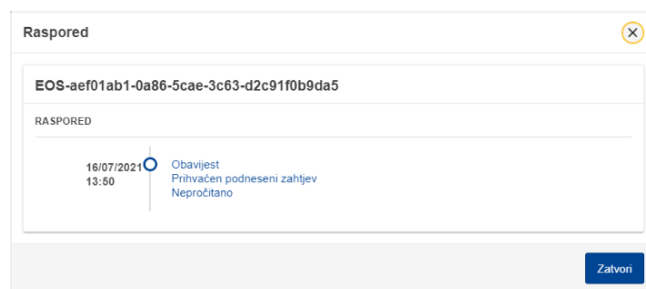 Raspored
EOS-aef01ab1-0a86-5cae-3c63-d2c91f0b9da5
RASPORED
16/07/2021
13:50
Obavijest
Prihvaćen podneseni zahtjev
Nepročitano
Zatvori